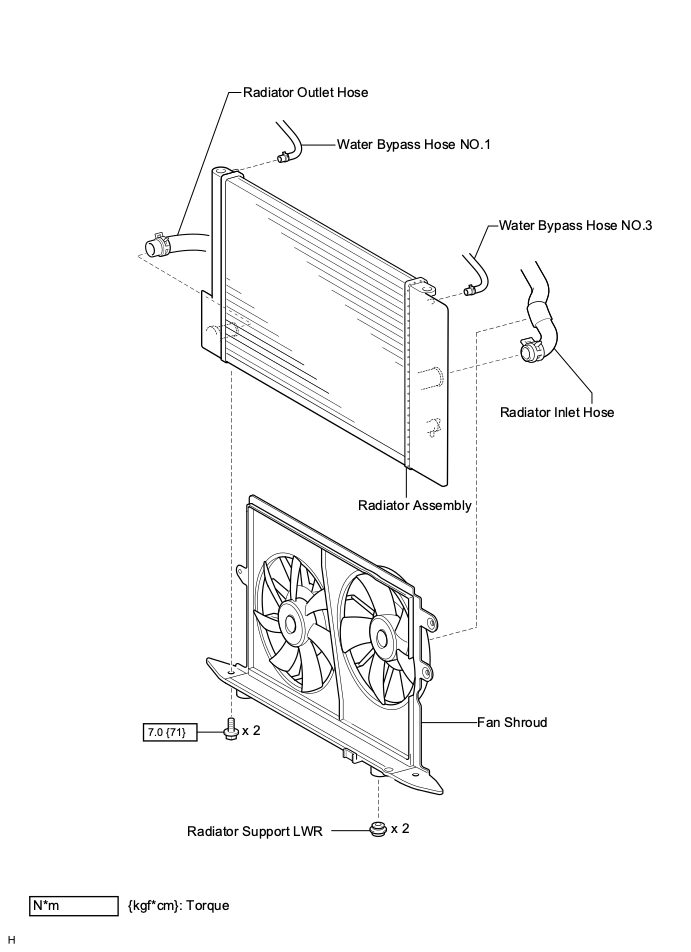 Radiator Outlet Hose
Water Bypass Hose NO.1
Water Bypass Hose NO.3
Radiator Inlet Hose
Radiator Assembly
Fan Shroud
7.0 {71}
x 2
Radiator Support LWR
x 2
N*m {kgf*cm}: Torque
H